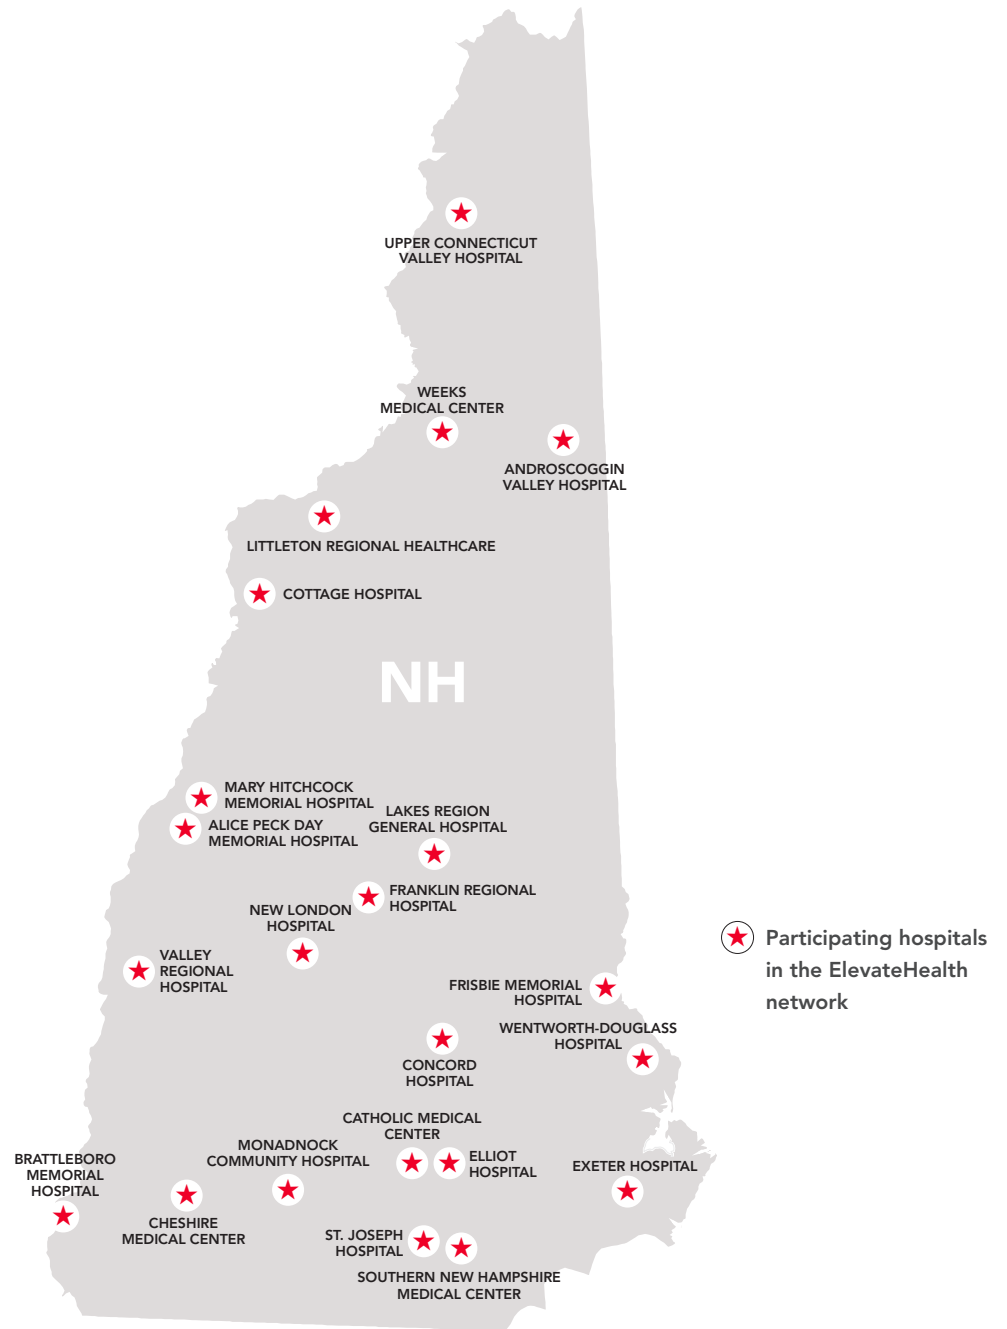 UPPER CONNECTICUT
VALLEY HOSPITAL
WEEKS
MEDICAL CENTER
ANDROSCOGGIN
VALLEY HOSPITAL
LITTLETON REGIONAL HEALTHCARE
COTTAGE HOSPITAL
NH
MARY HITCHCOCK
MEMORIAL HOSPITAL
LAKES REGION
GENERAL HOSPITAL
ALICE PECK DAY
MEMORIAL HOSPITAL
FRANKLIN REGIONAL
HOSPITAL
NEW LONDON
HOSPITAL
Participating hospitals
in the ElevateHealth
network
VALLEY
REGIONAL
HOSPITAL
FRISBIE MEMORIAL
HOSPITAL
WENTWORTH-DOUGLASS
HOSPITAL
CONCORD
HOSPITAL
CATHOLIC MEDICAL
CENTER
MONADNOCK
COMMUNITY HOSPITAL
ELLIOT
HOSPITAL
BRATTLEBORO
MEMORIAL
HOSPITAL
EXETER HOSPITAL
CHESHIRE
MEDICAL CENTER
ST. JOSEPH
HOSPITAL
SOUTHERN NEW HAMPSHIRE
MEDICAL CENTER